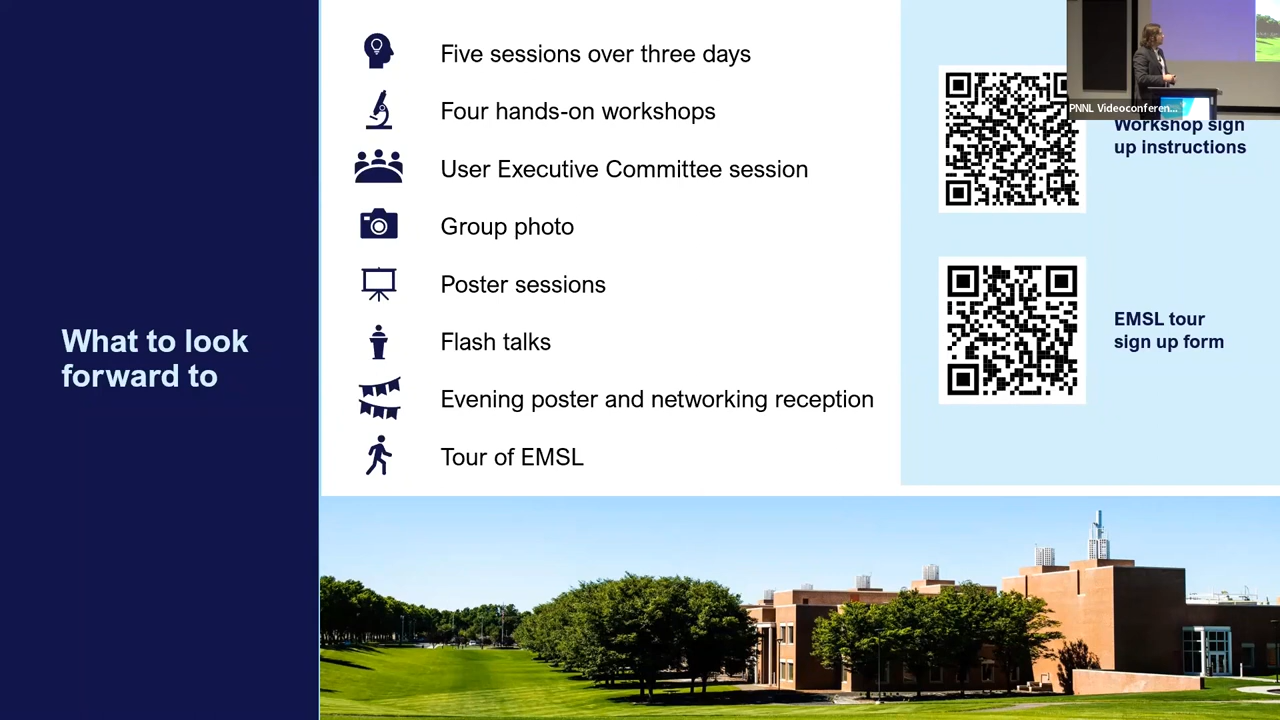 What to look
forward to
Five sessions over three days
Four hands-on workshops
User Executive Committee session
Group photo
Poster sessions
Flash talks
Evening poster and networking reception
Tour of EMSL
PNNL Videoconferen...
Workshop sign
up instructions
EMSL tour
sign up form